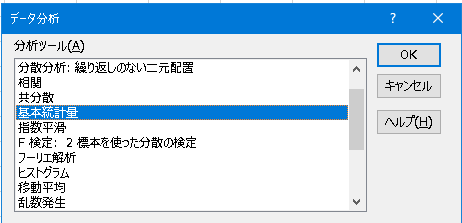 データ分析
?
×
分析ツール(A)
分散分析: 繰り返しのない二元配置
相関
共分散
基本統計量
指数平滑
F 検定: 2 標本を使った分散の検定
フーリエ解析
ヒストグラム
移動平均
乱数発生
OK
キャンセル
ヘルプ(H)